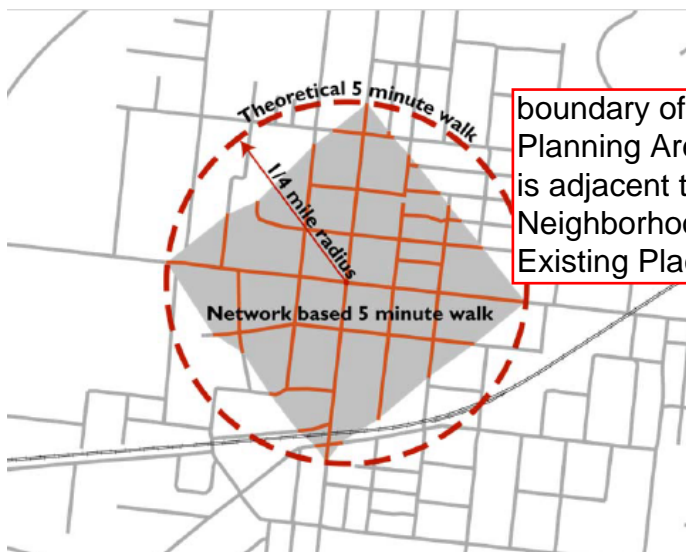 Theoretical 5 minute walk
1/4 mile radius
Network based 5 minute walk
boundary of
Planning Are
is adjacent t
Neighborhoo
Existing Plac